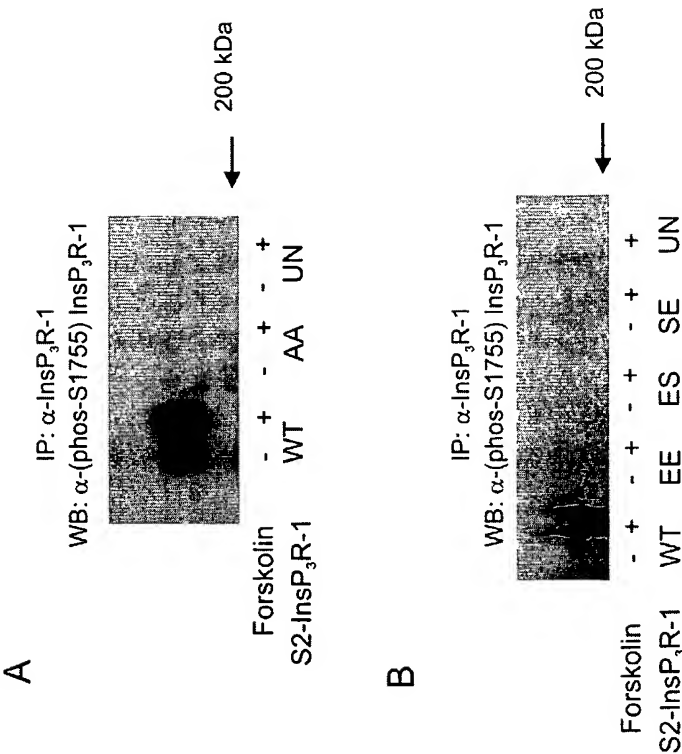 A
IP: α-InsP₃R-1
WB: α-(phos-S1755) InsP₃R-1
200 kDa
Forskolin - + - + - +
S2-InsP₃R-1 WT AA UN
B
IP: α-InsP₃R-1
WB: α-(phos-S1755) InsP₃R-1
200 kDa
Forskolin - + - + - + - + +
S2-InsP₃R-1 WT EE ES SE UN